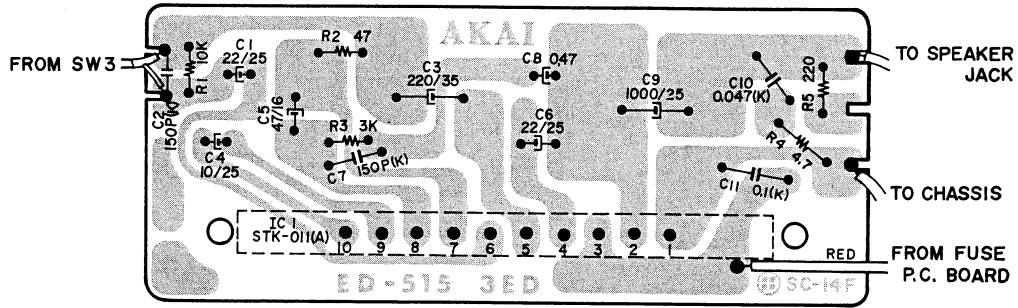 AKAI
FROM SW3
TO SPEAKER
JACK
R1 10K
C1
22/25
R2 47
C3
220/35
C8 0.47
C9
1000/25
C10
0.047(K)
R5 220
C2
150P(K)
C5
47/16
C6
22/25
R3 3K
C7 150P(K)
C4
10/25
R4 4.7
C11 0.1(K)
TO CHASSIS
IC1
STK-011(A)
10 9 8 7 6 5 4 3 2 1
RED
FROM FUSE
P.C. BOARD
ED-515 3ED
SC-14F